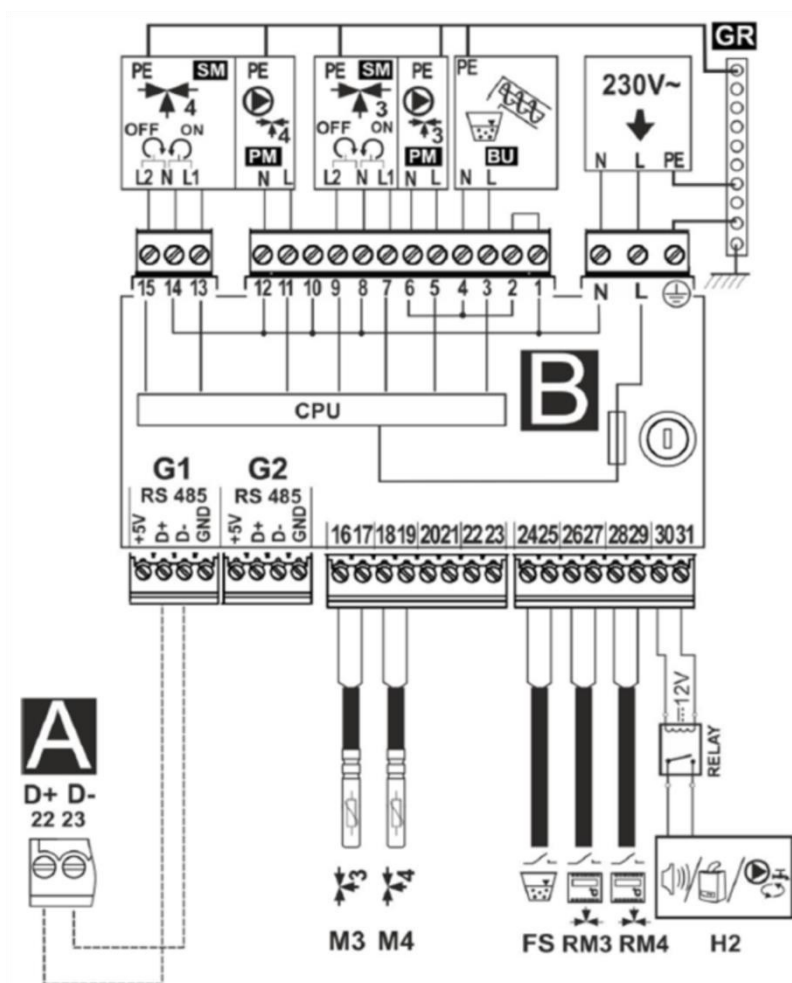 GR
PE SM PE PE SM PE PE
230V~
4 4 3 3
OFF ON OFF ON
PM PM BU
L2 N L1 N L L2 N L1 N L N L N L PE
15 14 13 12 11 10 9 8 7 6 5 4 3 2 1 N L
B
CPU
G1 G2
RS 485 RS 485
+5V D+ D- GND +5V D+ D- GND 16 17 18 19 20 21 22 23 24 25 26 27 28 29 30 31
12V
A
RELAY
D+ D-
22 23
3 4 H
M3 M4 FS RM3 RM4 H2